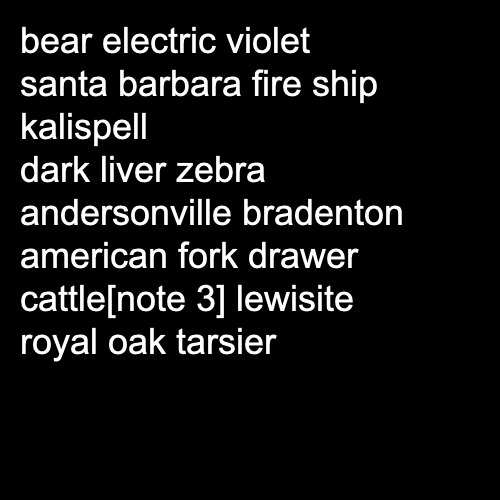 bear electric violet
santa barbara fire ship
kalispell
dark liver zebra
andersonville bradenton
american fork drawer
cattle[note 3] lewisite
royal oak tarsier